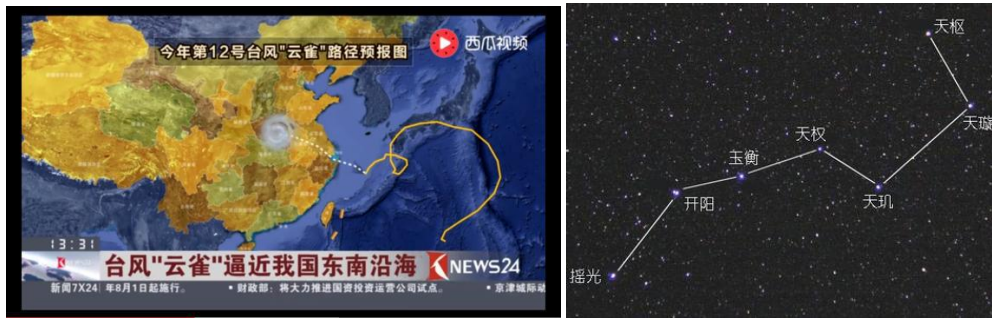 今年第12号台风"云雀"路径预报图
西瓜视频
13:31
台风"云雀"逼近我国东南沿海
KNEWS24
新闻7X24
年8月1日起施行。
• 财政部：将大力推进国资投资运营公司试点。
• 京津城际动
天枢
天璇
天权
玉衡
天玑
开阳
摇光